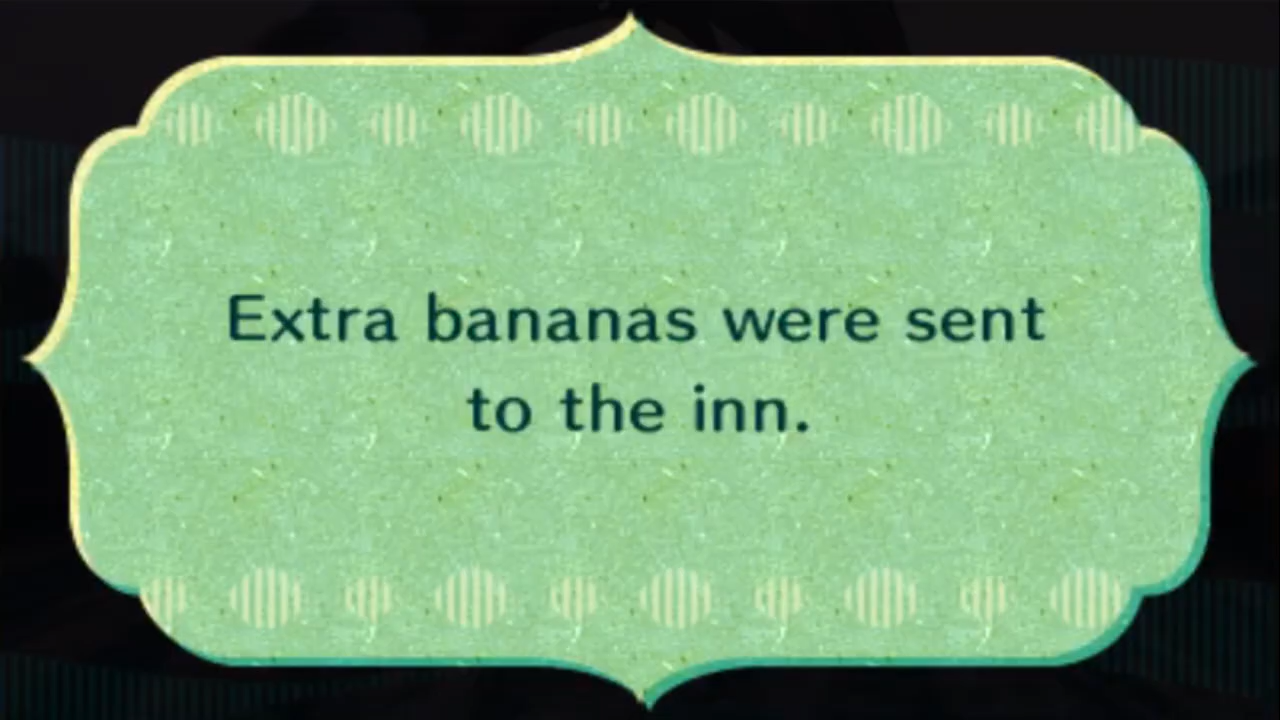 Extra bananas were sent
to the inn.